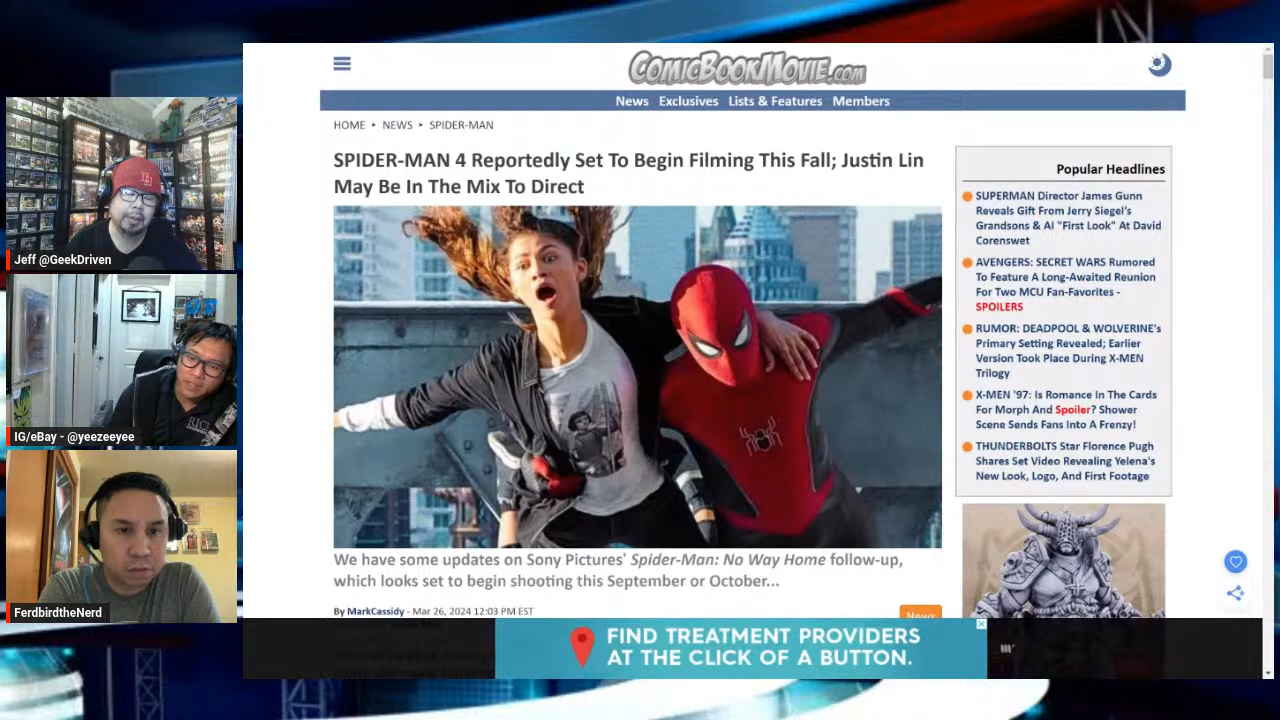 ComicBookMovie.com
News Exclusives Lists & Features Members
HOME ‣ NEWS ‣ SPIDER-MAN
SPIDER-MAN 4 Reportedly Set To Begin Filming This Fall; Justin Lin
May Be In The Mix To Direct
We have some updates on Sony Pictures' Spider-Man: No Way Home follow-up,
which looks set to begin shooting this September or October...
By MarkCassidy - Mar 26, 2024 12:03 PM EST
News
Popular Headlines
SUPERMAN Director James Gunn
Reveals Gift From Jerry Siegel's
Grandsons & AI "First Look" At David
Corenswet
AVENGERS: SECRET WARS Rumored
To Feature A Long-Awaited Reunion
For Two MCU Fan-Favorites -
SPOILERS
RUMOR: DEADPOOL & WOLVERINE's
Primary Setting Revealed; Earlier
Version Took Place During X-MEN
Trilogy
X-MEN '97: Is Romance In The Cards
For Morph And Spoiler? Shower
Scene Sends Fans Into A Frenzy!
THUNDERBOLTS Star Florence Pugh
Shares Set Video Revealing Yelena's
New Look, Logo, And First Footage
FIND TREATMENT PROVIDERS
AT THE CLICK OF A BUTTON.
Jeff @GeekDriven
IG/eBay - @yeezeeyee
FerdbirdtheNerd